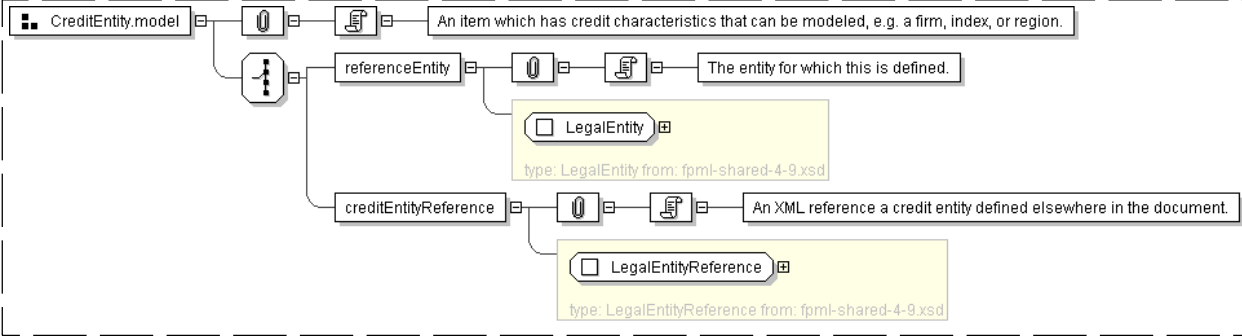 CreditEntity.model
An item which has credit characteristics that can be modeled, e.g. a firm, index, or region.
referenceEntity
The entity for which this is defined.
LegalEntity
type: LegalEntity from: fpml-shared-4-9.xsd
creditEntityReference
An XML reference a credit entity defined elsewhere in the document.
LegalEntityReference
type: LegalEntityReference from: fpml-shared-4-9.xsd